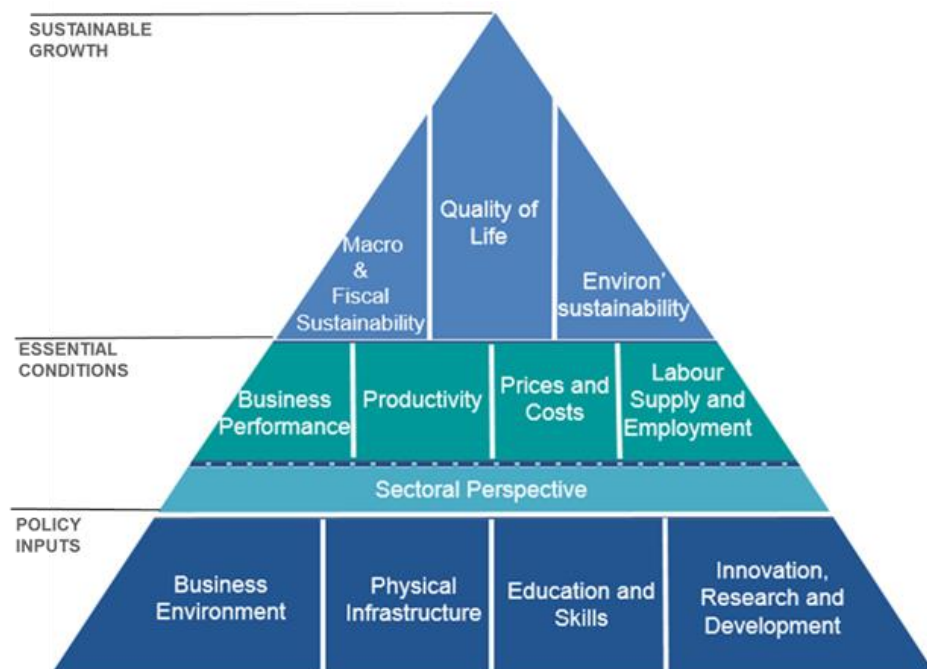 SUSTAINABLE
GROWTH
Quality of
Life
Macro
&
Fiscal
Sustainability
Environ'
sustainability
ESSENTIAL
CONDITIONS
Business
Performance
Productivity
Prices and
Costs
Labour
Supply and
Employment
Sectoral Perspective
POLICY
INPUTS
Business
Environment
Physical
Infrastructure
Education and
Skills
Innovation,
Research and
Development